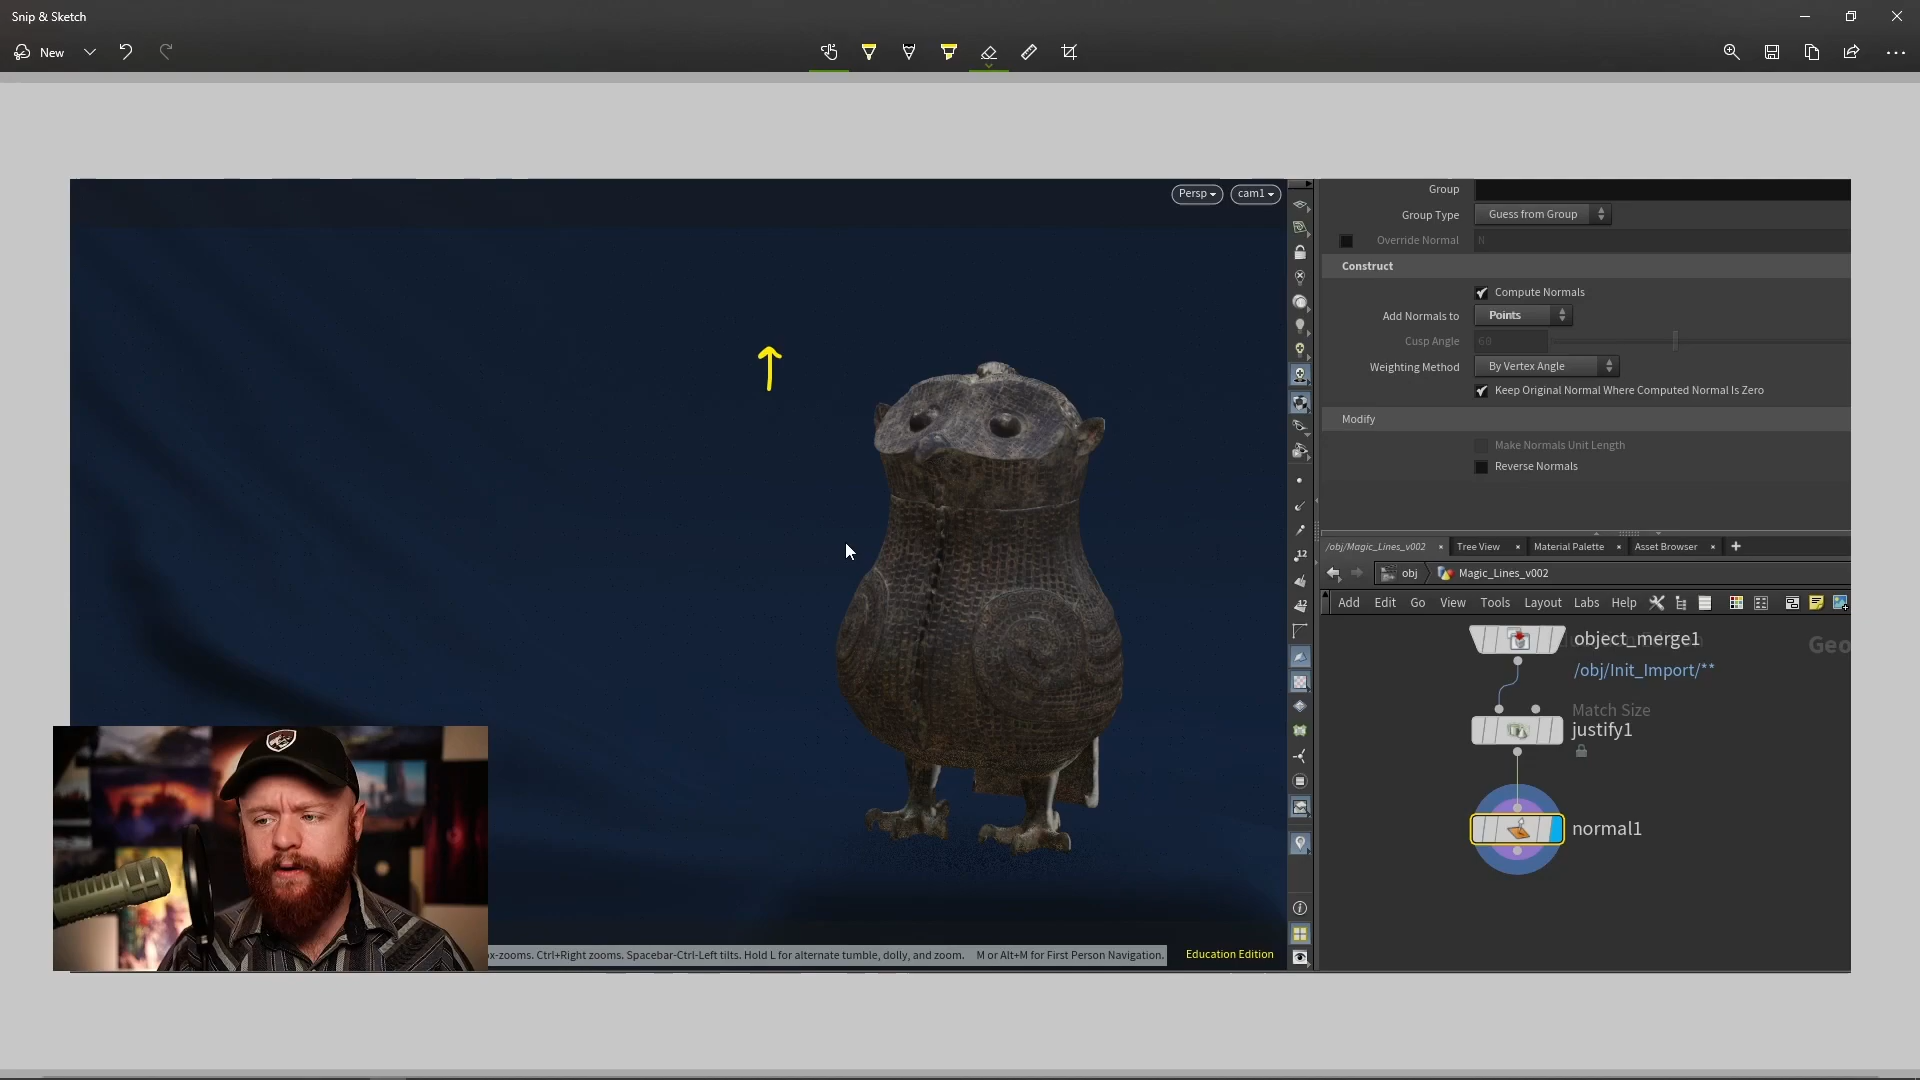 Snip & Sketch
New
Persp
cam1
Group
Group Type
Guess from Group
Override Normal
N
Construct
Compute Normals
Add Normals to
Points
Cusp Angle
60
Weighting Method
By Vertex Angle
Keep Original Normal Where Computed Normal Is Zero
Modify
Make Normals Unit Length
Reverse Normals
/obj/Magic_Lines_v002
Tree View
Material Palette
Asset Browser
obj
Magic_Lines_v002
Add
Edit
Go
View
Tools
Layout
Labs
Help
object_merge1
Geo
/obj/Init_Import/**
Match Size
justify1
normal1
12
12
x-zooms. Ctrl+Right zooms. Spacebar-Ctrl-Left tilts. Hold L for alternate tumble, dolly, and zoom. M or Alt+M for First Person Navigation.
Education Edition